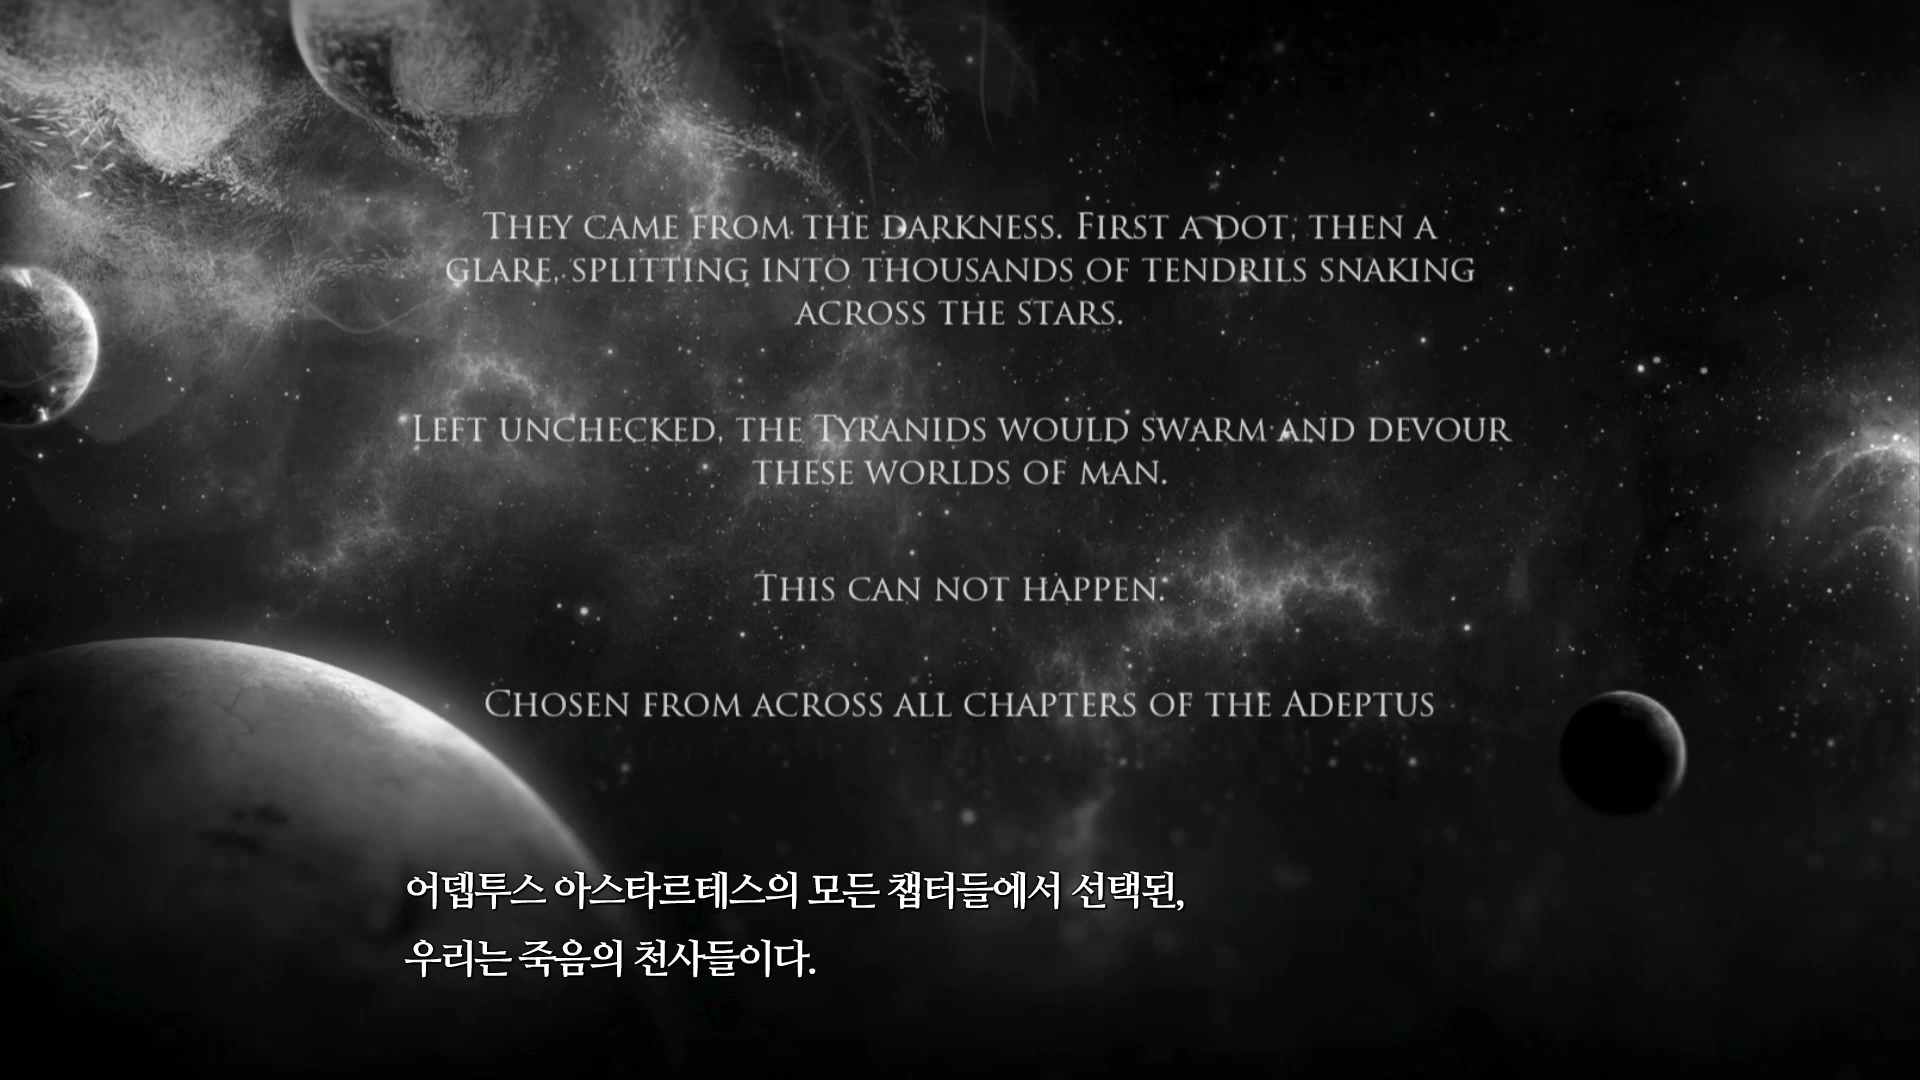 They came from the darkness. First a dot, then a
glare, splitting into thousands of tendrils snaking
across the stars.
Left unchecked, the Tyranids would swarm and devour
these worlds of man.
This can not happen.
Chosen from across all chapters of the Adeptus
어뎁투스 아스타르테스의 모든 챕터들에서 선택된,
우리는 죽음의 천사들이다.